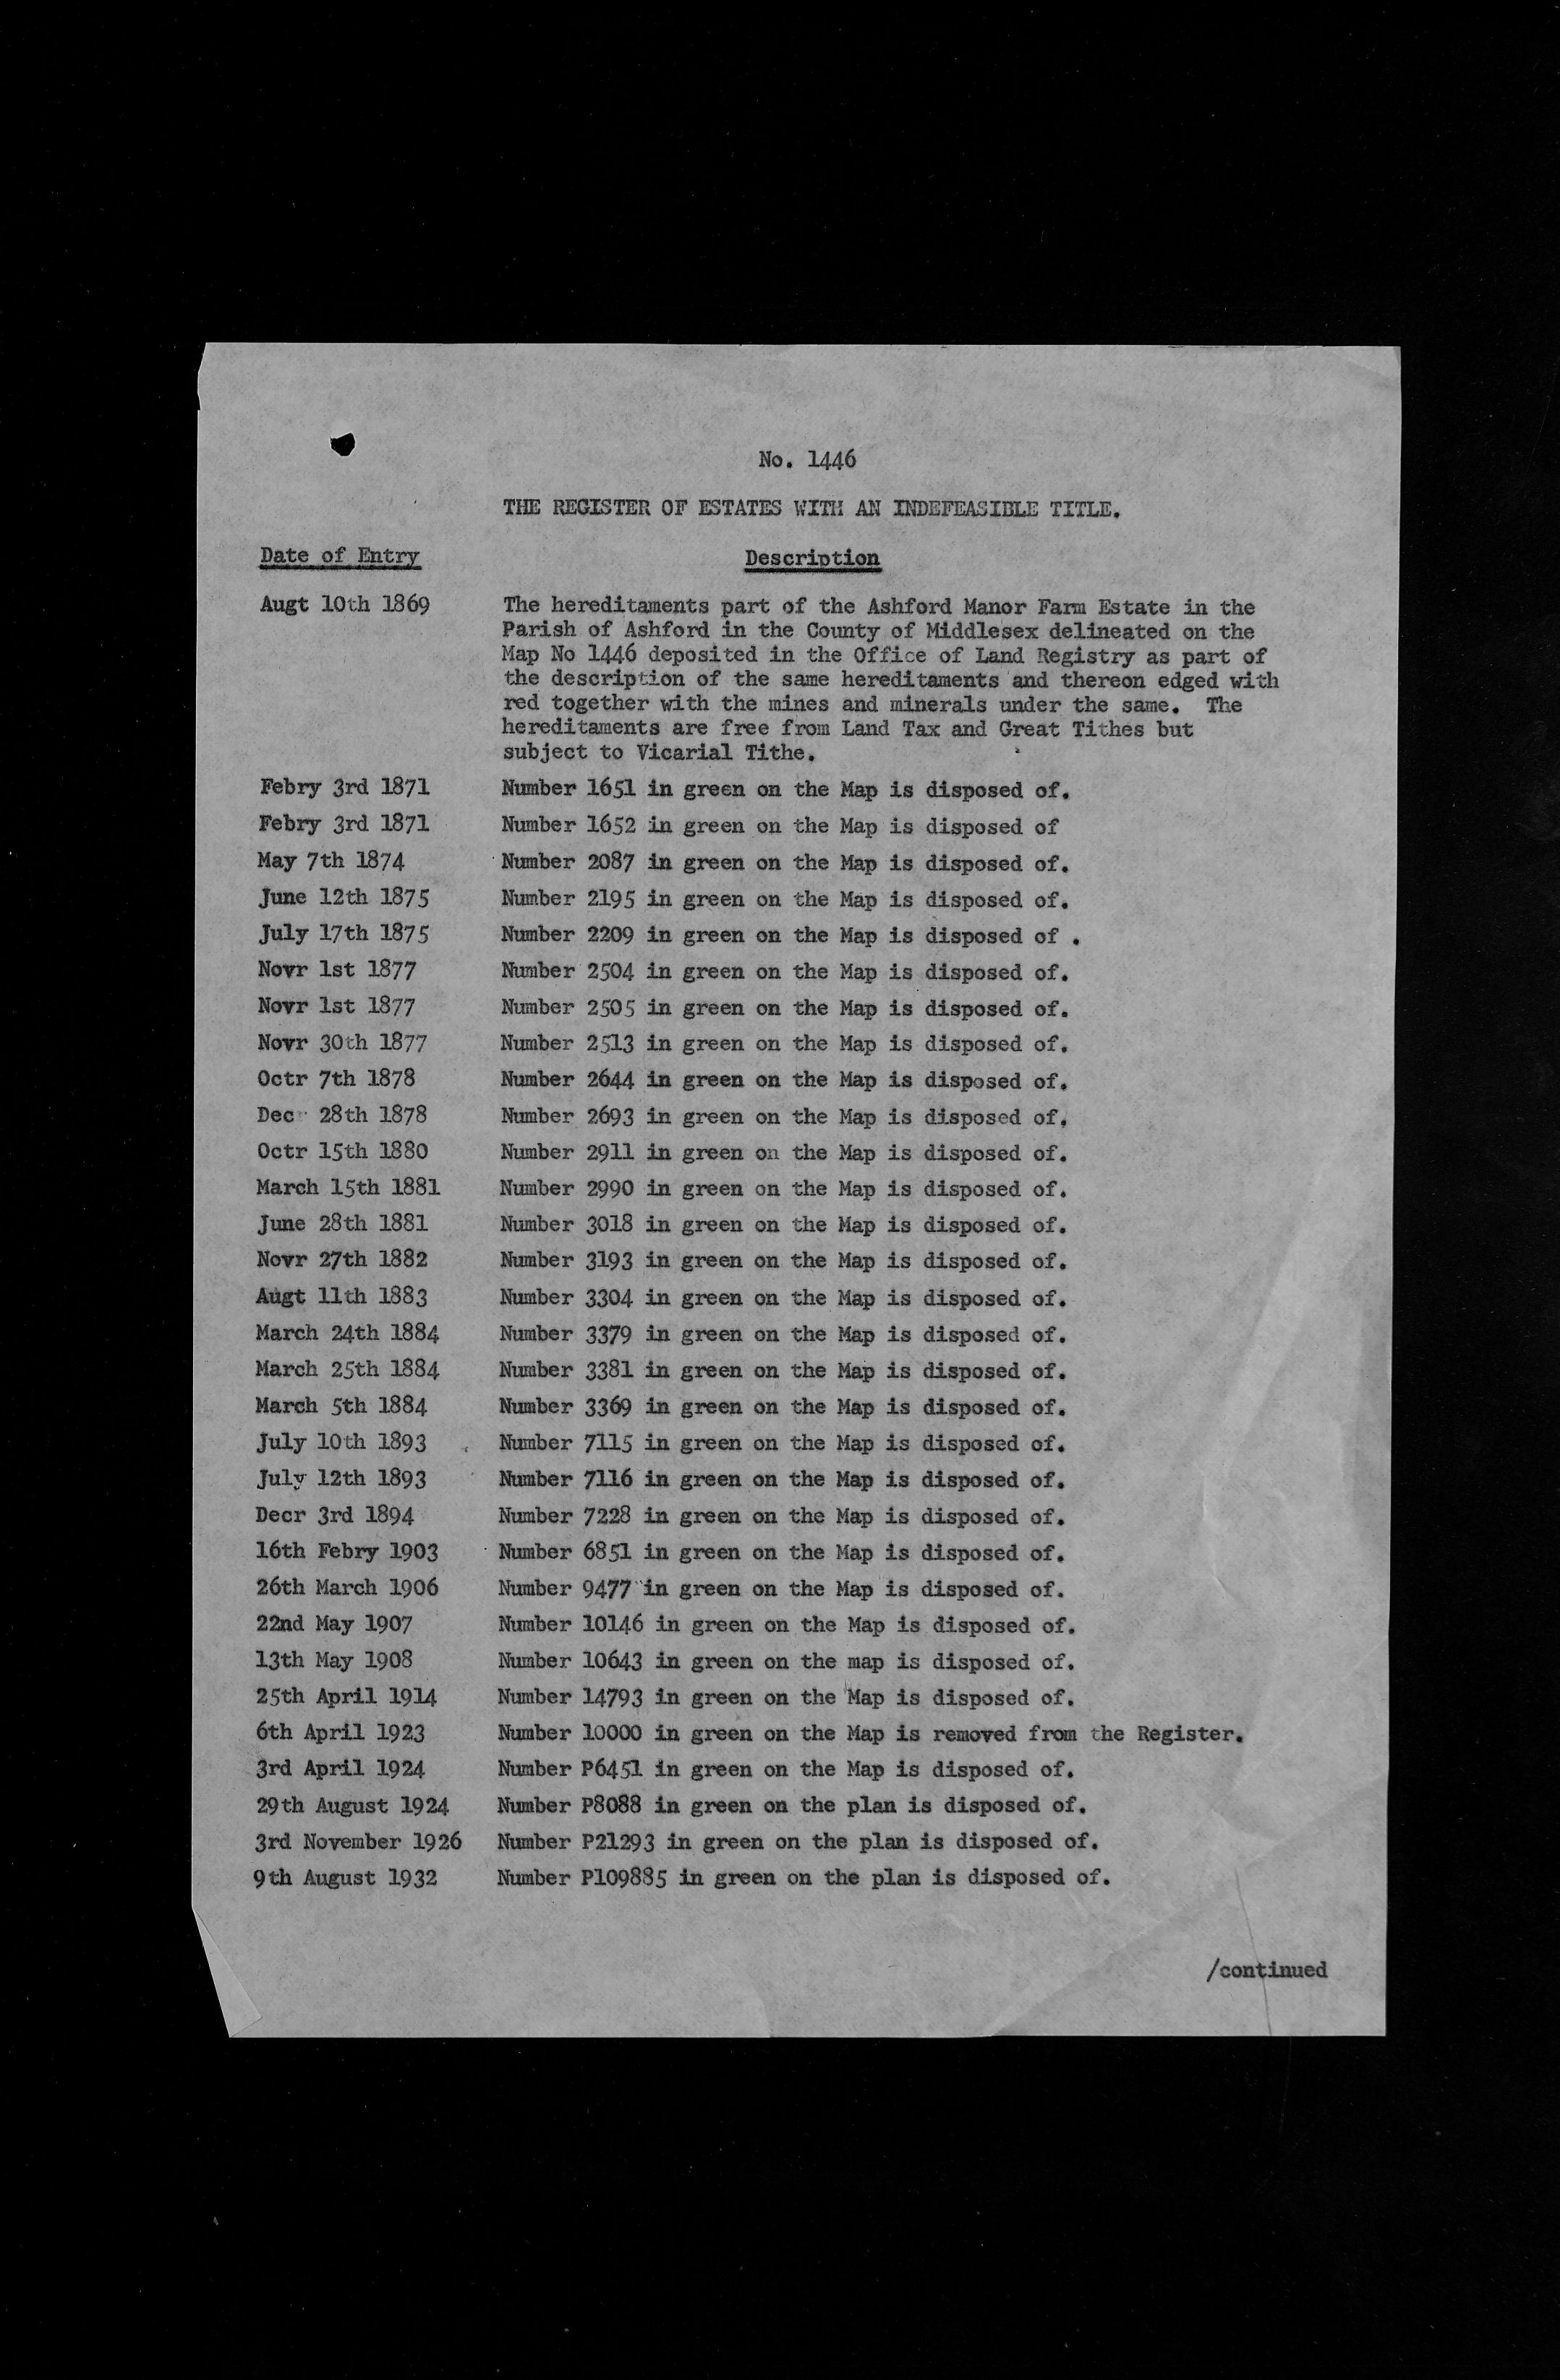 No. 1446
THE REGISTER OF ESTATES WITH AN INDEFEASIBLE TITLE.
Date of Entry Description
Augt 10th 1869 The hereditaments part of the Ashford Manor Farm Estate in the
Parish of Ashford in the County of Middlesex delineated on the
Map No 1446 deposited in the Office of Land Registry as part of
the description of the same hereditaments and thereon edged with
red together with the mines and minerals under the same. The
hereditaments are free from Land Tax and Great Tithes but
subject to Vicarial Tithe.
Febry 3rd 1871 Number 1651 in green on the Map is disposed of.
Febry 3rd 1871 Number 1652 in green on the Map is disposed of
May 7th 1874 Number 2087 in green on the Map is disposed of.
June 12th 1875 Number 2195 in green on the Map is disposed of.
July 17th 1875 Number 2209 in green on the Map is disposed of .
Novr 1st 1877 Number 2504 in green on the Map is disposed of.
Novr 1st 1877 Number 2505 in green on the Map is disposed of.
Novr 30th 1877 Number 2513 in green on the Map is disposed of.
Octr 7th 1878 Number 2644 in green on the Map is disposed of.
Dec 28th 1878 Number 2693 in green on the Map is disposed of.
Octr 15th 1880 Number 2911 in green on the Map is disposed of.
March 15th 1881 Number 2990 in green on the Map is disposed of.
June 28th 1881 Number 3018 in green on the Map is disposed of.
Novr 27th 1882 Number 3193 in green on the Map is disposed of.
Augt 11th 1883 Number 3304 in green on the Map is disposed of.
March 24th 1884 Number 3379 in green on the Map is disposed of.
March 25th 1884 Number 3381 in green on the Map is disposed of.
March 5th 1884 Number 3369 in green on the Map is disposed of.
July 10th 1893 Number 7115 in green on the Map is disposed of.
July 12th 1893 Number 7116 in green on the Map is disposed of.
Decr 3rd 1894 Number 7228 in green on the Map is disposed of.
16th Febry 1903 Number 6851 in green on the Map is disposed of.
26th March 1906 Number 9477 in green on the Map is disposed of.
22nd May 1907 Number 10146 in green on the Map is disposed of.
13th May 1908 Number 10643 in green on the map is disposed of.
25th April 1914 Number 14793 in green on the Map is disposed of.
6th April 1923 Number 10000 in green on the Map is removed from the Register.
3rd April 1924 Number P6451 in green on the Map is disposed of.
29th August 1924 Number P8088 in green on the plan is disposed of.
3rd November 1926 Number P21293 in green on the plan is disposed of.
9th August 1932 Number P109885 in green on the plan is disposed of.
/continued